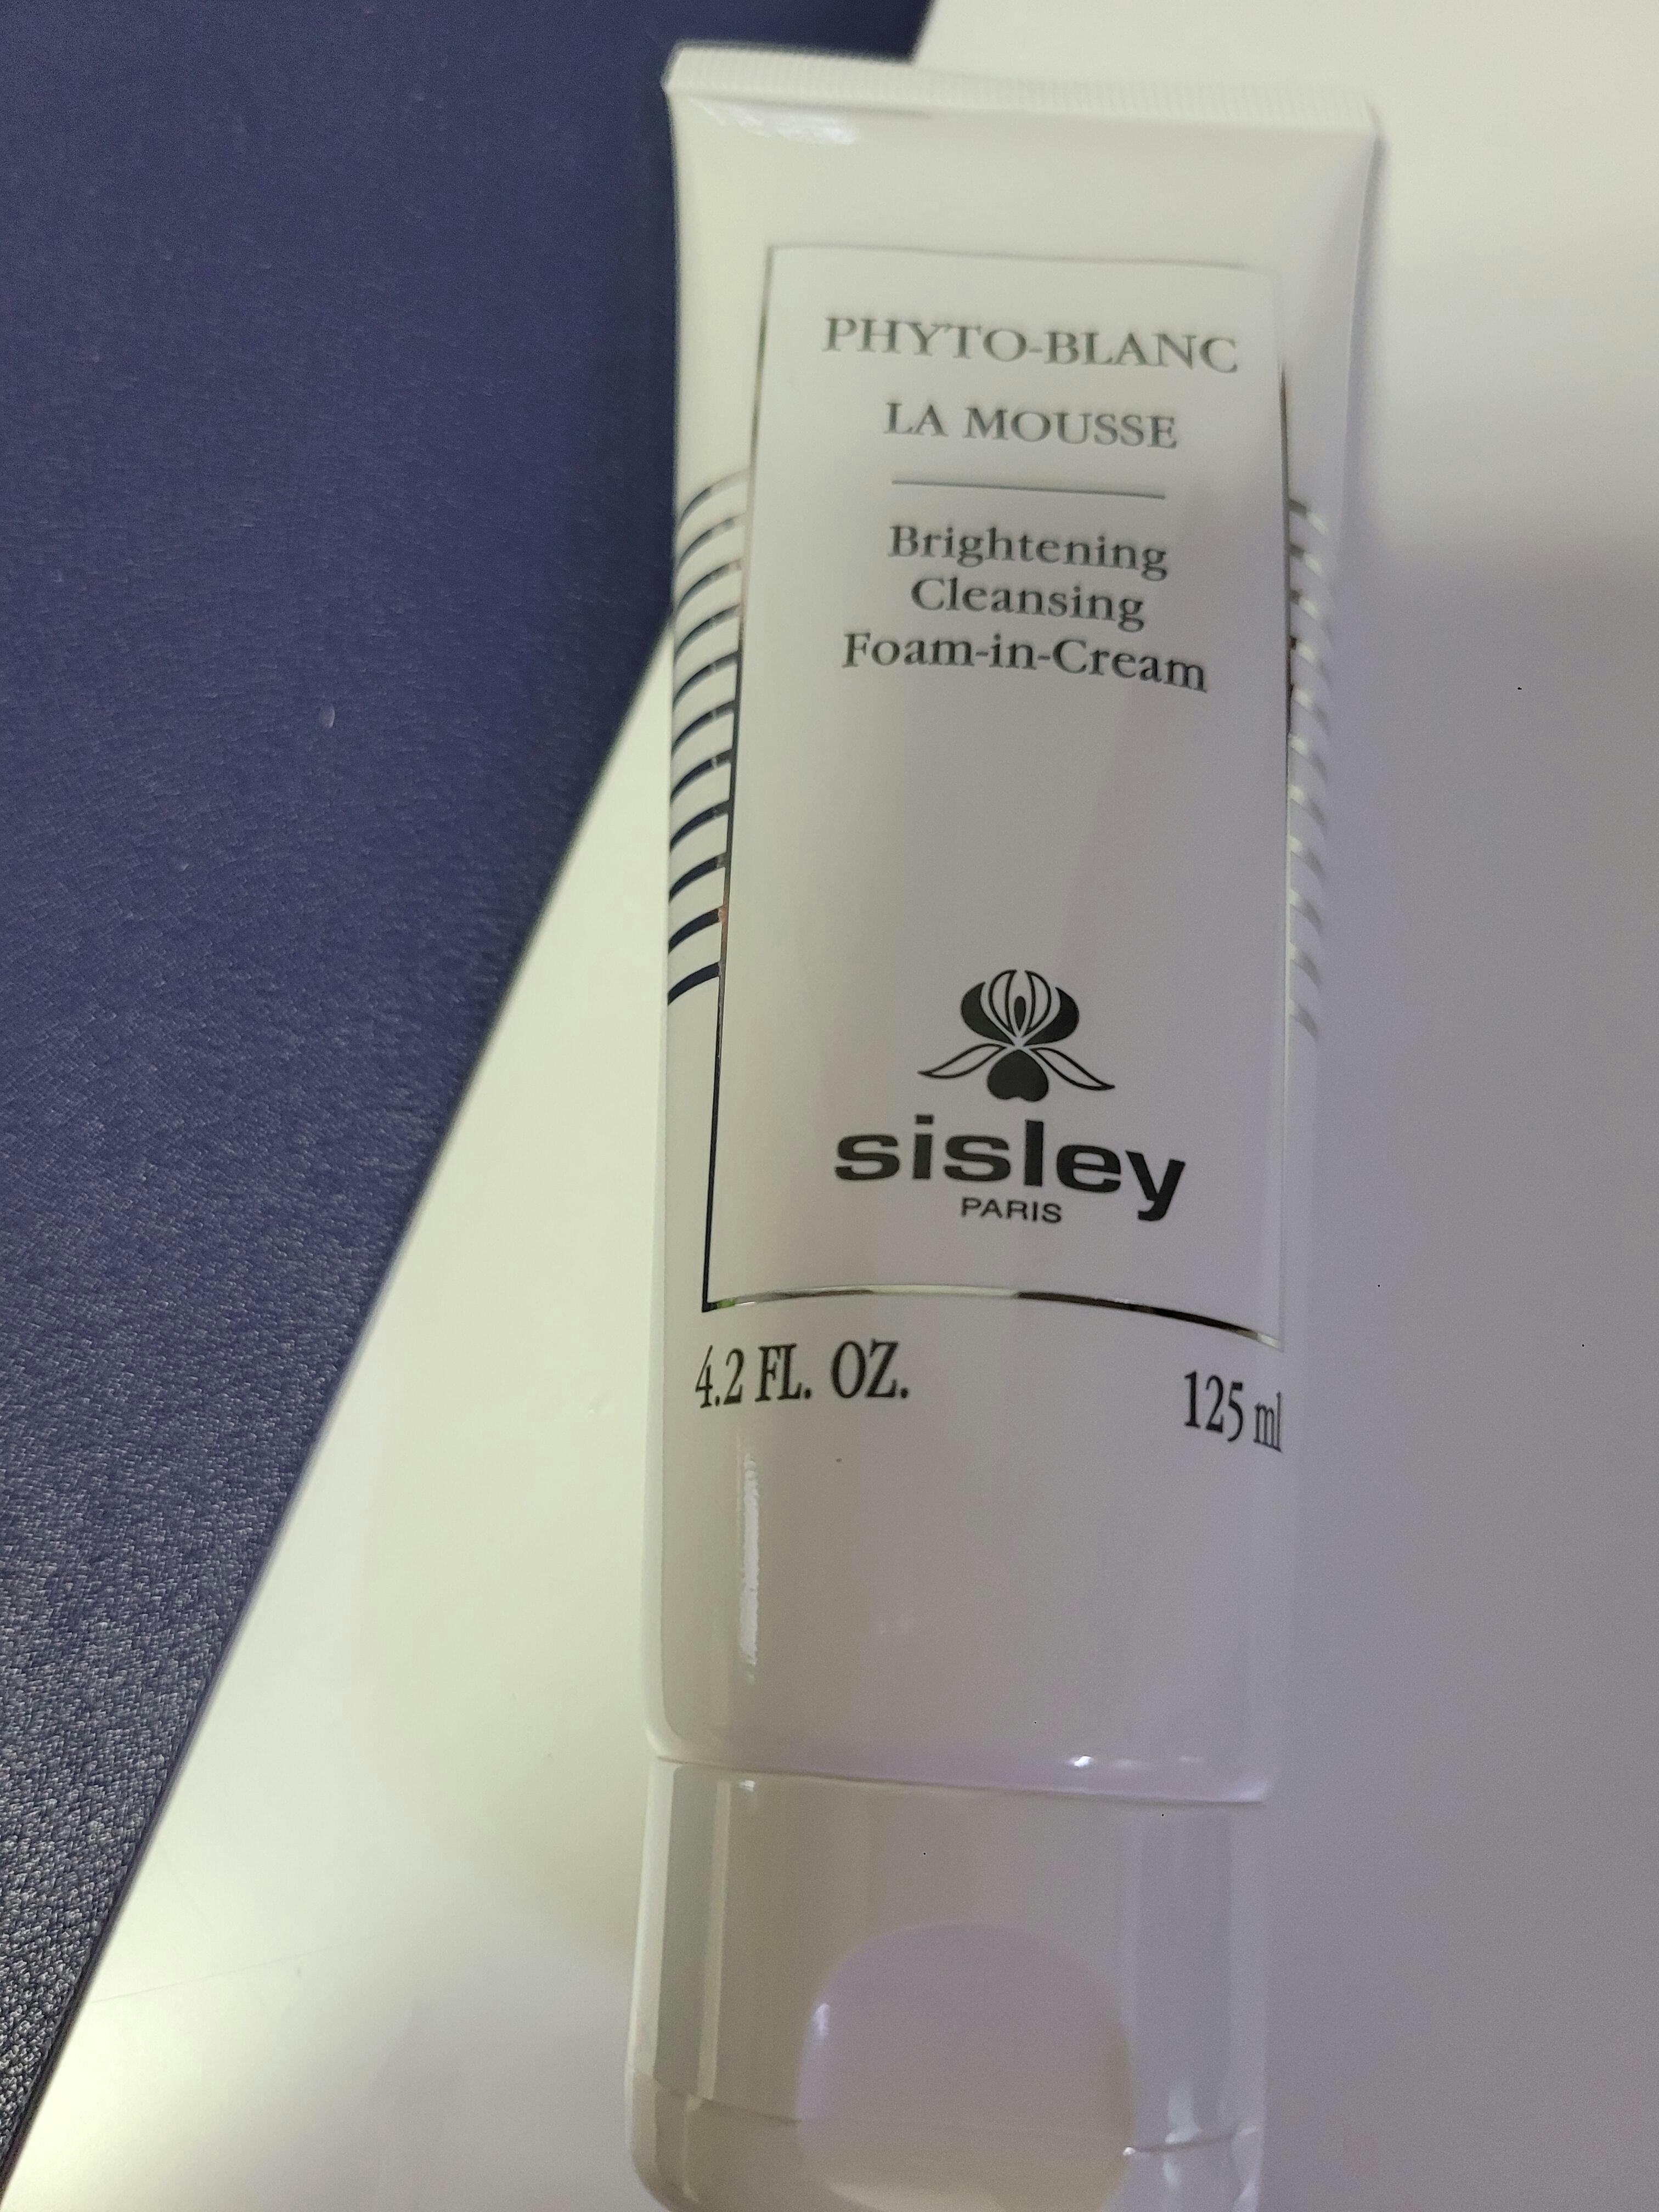 PHYTO-BLANC
LA MOUSSE
Brightening
Cleansing
Foam-in-Cream
sisley
PARIS
4.2 FL. OZ. 125 ml